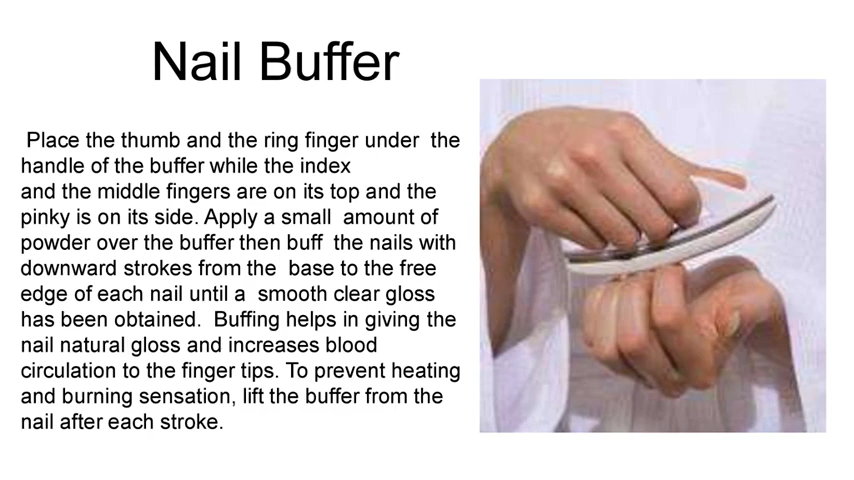 Nail Buffer
Place the thumb and the ring finger under the
handle of the buffer while the index
and the middle fingers are on its top and the
pinky is on its side. Apply a small amount of
powder over the buffer then buff the nails with
downward strokes from the base to the free
edge of each nail until a smooth clear gloss
has been obtained. Buffing helps in giving the
nail natural gloss and increases blood
circulation to the finger tips. To prevent heating
and burning sensation, lift the buffer from the
nail after each stroke.